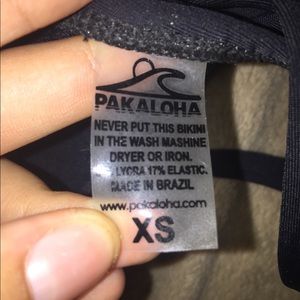 PAKALOHA
NEVER PUT THIS BIKINI
IN THE WASH MASHINE
DRYER OR IRON.
LYCRA 17% ELASTIC.
MADE IN BRAZIL
www.pakaloha.com
XS